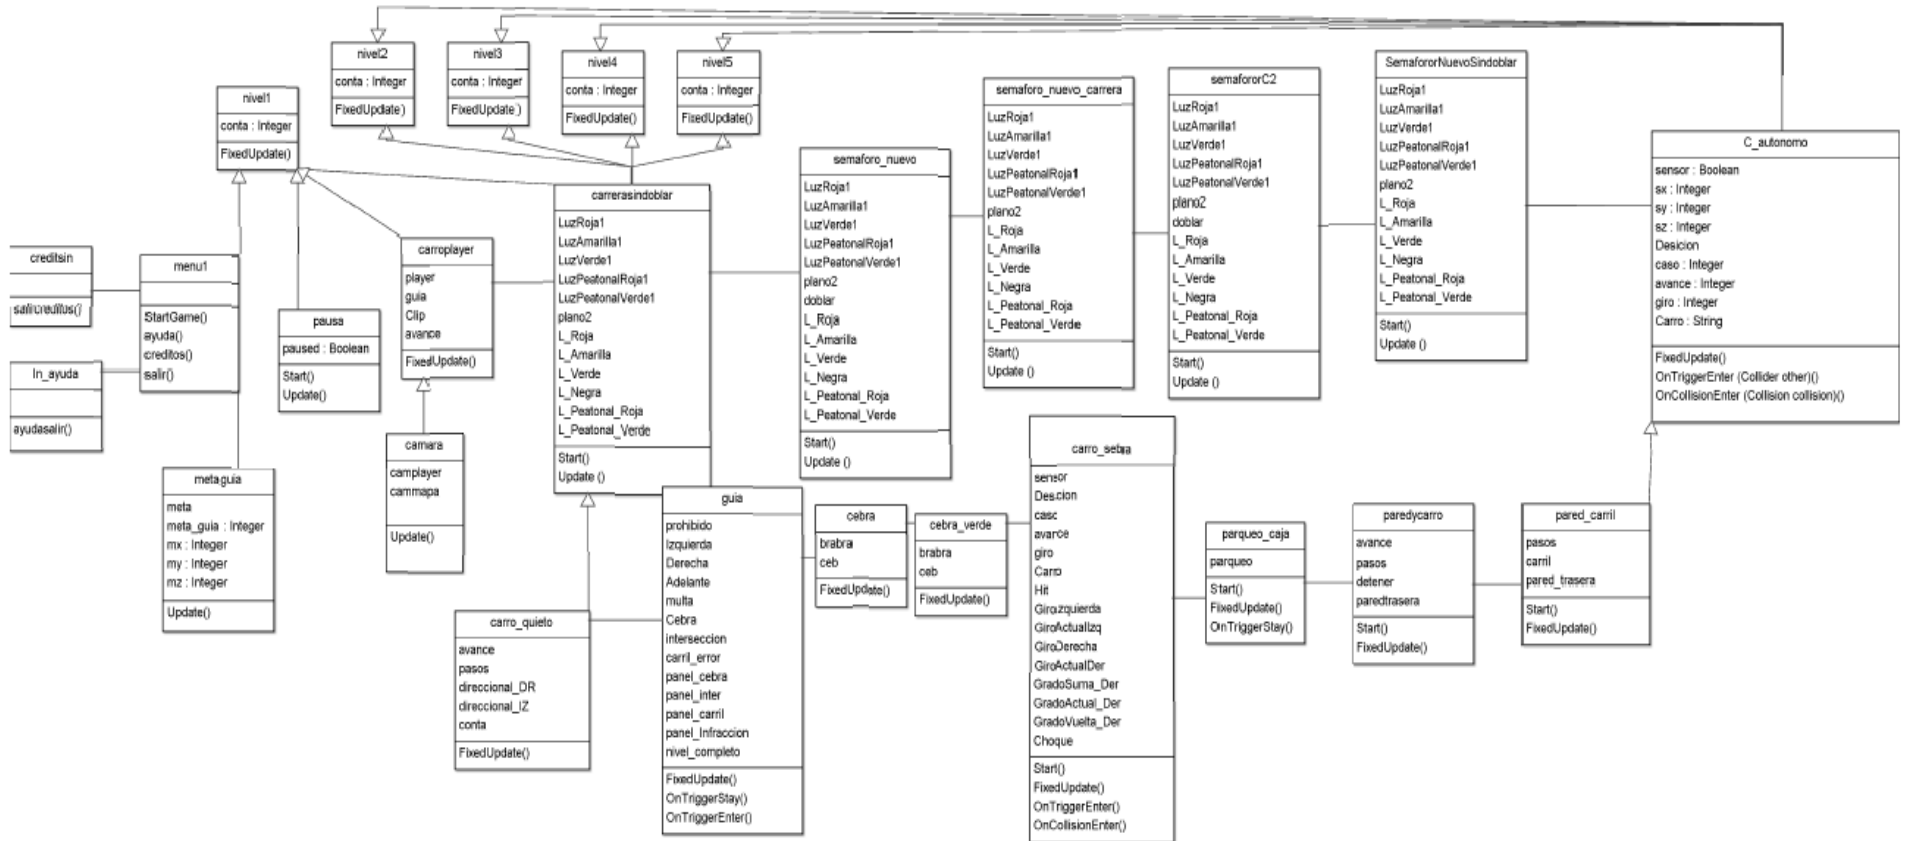 nivel2
conta : Integer
FixedUpdate()
nivel3
conta : Integer
FixedUpdate()
nivel4
conta : Integer
FixedUpdate()
nivel5
conta : Integer
FixedUpdate()
nivel1
conta : Integer
FixedUpdate()
creditsin
salircreditos()
In_ayuda
ayudasalir()
menu1
StartGame()
ayuda()
creditos()
salir()
metaguia
meta
meta_guia : Integer
mx : Integer
my : Integer
mz : Integer
Update()
pausa
paused : Boolean
Start()
Update()
carroplayer
player
guia
Clip
avance
FixedUpdate()
camara
camplayer
cammapa
Update()
carrerasindoblar
LuzRoja1
LuzAmarilla1
LuzVerde1
LuzPeatonalRoja1
LuzPeatonalVerde1
plano2
L_Roja
L_Amarilla
L_Verde
L_Negra
L_Peatonal_Roja
L_Peatonal_Verde
Start()
Update ()
carro_quieto
avance
pasos
direccional_DR
direccional_IZ
conta
FixedUpdate()
guia
prohibido
Izquierda
Derecha
Adelante
multa
Cebra
interseccion
carril_error
panel_cebra
panel_inter
panel_carril
panel_Infraccion
nivel_completo
FixedUpdate()
OnTriggerStay()
OnTriggerEnter()
semaforo_nuevo
LuzRoja1
LuzAmarilla1
LuzVerde1
LuzPeatonalRoja1
LuzPeatonalVerde1
plano2
doblar
L_Roja
L_Amarilla
L_Verde
L_Negra
L_Peatonal_Roja
L_Peatonal_Verde
Start()
Update ()
cebra
brabra
ceb
FixedUpdate()
cebra_verde
brabra
ceb
FixedUpdate()
semaforo_nuevo_carrera
LuzRoja1
LuzAmarilla1
LuzVerde1
LuzPeatonalRoja1
LuzPeatonalVerde1
plano2
L_Roja
L_Amarilla
L_Verde
L_Negra
L_Peatonal_Roja
L_Peatonal_Verde
Start()
Update ()
carro_sebra
sensor
Desicion
caso
avance
giro
Carro
Hit
GiroIzquierda
GiroActualIzq
GiroDerecha
GiroActualDer
GradoSuma_Der
GradoActual_Der
GradoVuelta_Der
Choque
Start()
FixedUpdate()
OnTriggerEnter()
OnCollisionEnter()
semafororC2
LuzRoja1
LuzAmarilla1
LuzVerde1
LuzPeatonalRoja1
LuzPeatonalVerde1
plano2
doblar
L_Roja
L_Amarilla
L_Verde
L_Negra
L_Peatonal_Roja
L_Peatonal_Verde
Start()
Update ()
parqueo_caja
parqueo
Start()
FiixedUpdate()
OnTriggerStay()
SemafororNuevoSindoblar
LuzRoja1
LuzAmarilla1
LuzVerde1
LuzPeatonalRoja1
LuzPeatonalVerde1
plano2
L_Roja
L_Amarilla
L_Verde
L_Negra
L_Peatonal_Roja
L_Peatonal_Verde
Start()
Update ()
paredycarro
avance
pasos
detener
paredtrasera
Start()
FixedUpdate()
pared_carril
pasos
carril
pared_trasera
Start()
FixedUpdate()
C_autonomo
sensor : Boolean
sx : Integer
sy : Integer
sz : Integer
Desicion
caso : Integer
avance : Integer
giro : Integer
Carro : String
FixedUpdate()
OnTriggerEnter (Collider other)()
OnCollisionEnter (Collision collision)()